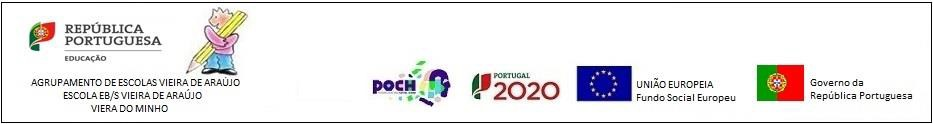 REPÚBLICA
PORTUGUESA
EDUCAÇÃO
AGRUPAMENTO DE ESCOLAS VIEIRA DE ARAÚJO
ESCOLA EB/S VIEIRA DE ARAÚJO
VIERA DO MINHO
POCH
PORTUGAL
2020
UNIÃO EUROPEIA
Fundo Social Europeu
Governo da
República Portuguesa